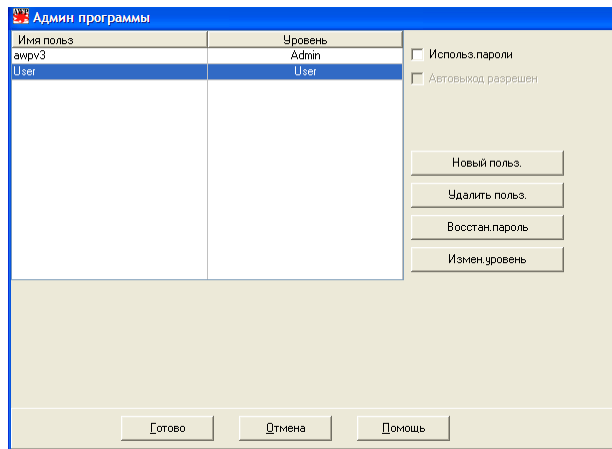 Админ программы
Имя польз Уровень
awpv3 Admin
User User
Использ.пароли
Автовыход разрешен
Новый польз.
Удалить польз.
Восстан.пароль
Измен.уровень
Готово Отмена Помощь